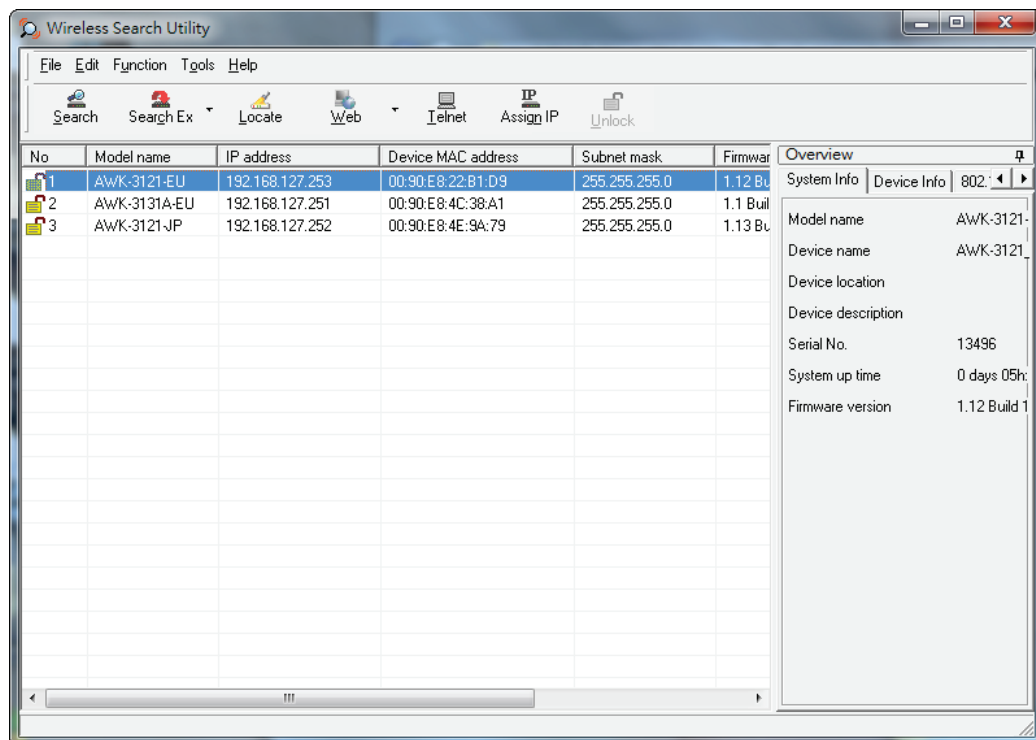 Wireless Search Utility
File Edit Function Tools Help
Search Search Ex Locate Web Telnet IP Assign IP Unlock
No Model name IP address Device MAC address Subnet mask Firmwar
1 AWK-3121-EU 192.168.127.253 00:90:E8:22:B1:D9 255.255.255.0 1.12 Bu
2 AWK-3131A-EU 192.168.127.251 00:90:E8:4C:38:A1 255.255.255.0 1.1 Buil
3 AWK-3121-JP 192.168.127.252 00:90:E8:4E:9A:79 255.255.255.0 1.13 Bu
Overview
System Info Device Info 802.
Model name AWK-3121-
Device name AWK-3121_
Device location
Device description
Serial No. 13496
System up time 0 days 05h:
Firmware version 1.12 Build 1